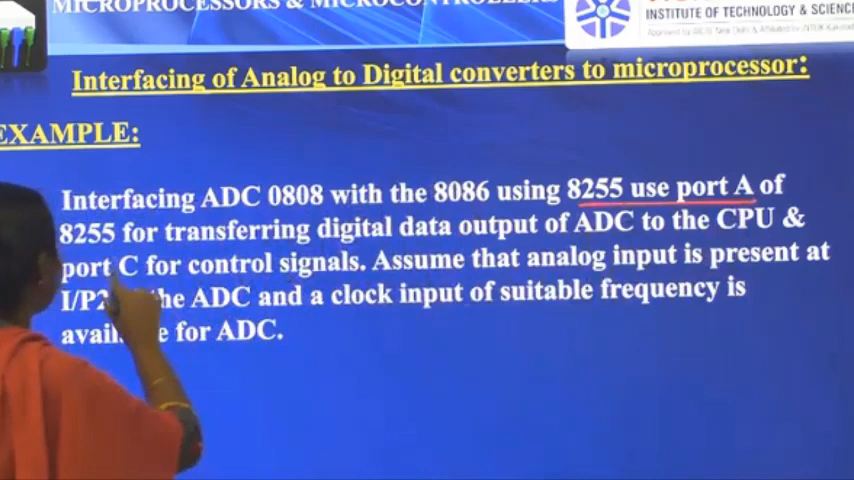 MICROPROCESSORS & MICROCONTROLLERS
INSTITUTE OF TECHNOLOGY & SCIENC
Interfacing of Analog to Digital converters to microprocessor:
EXAMPLE:
Interfacing ADC 0808 with the 8086 using 8255 use port A of
8255 for transferring digital data output of ADC to the CPU &
port C for control signals. Assume that analog input is present at
I/P2 the ADC and a clock input of suitable frequency is
for ADC.